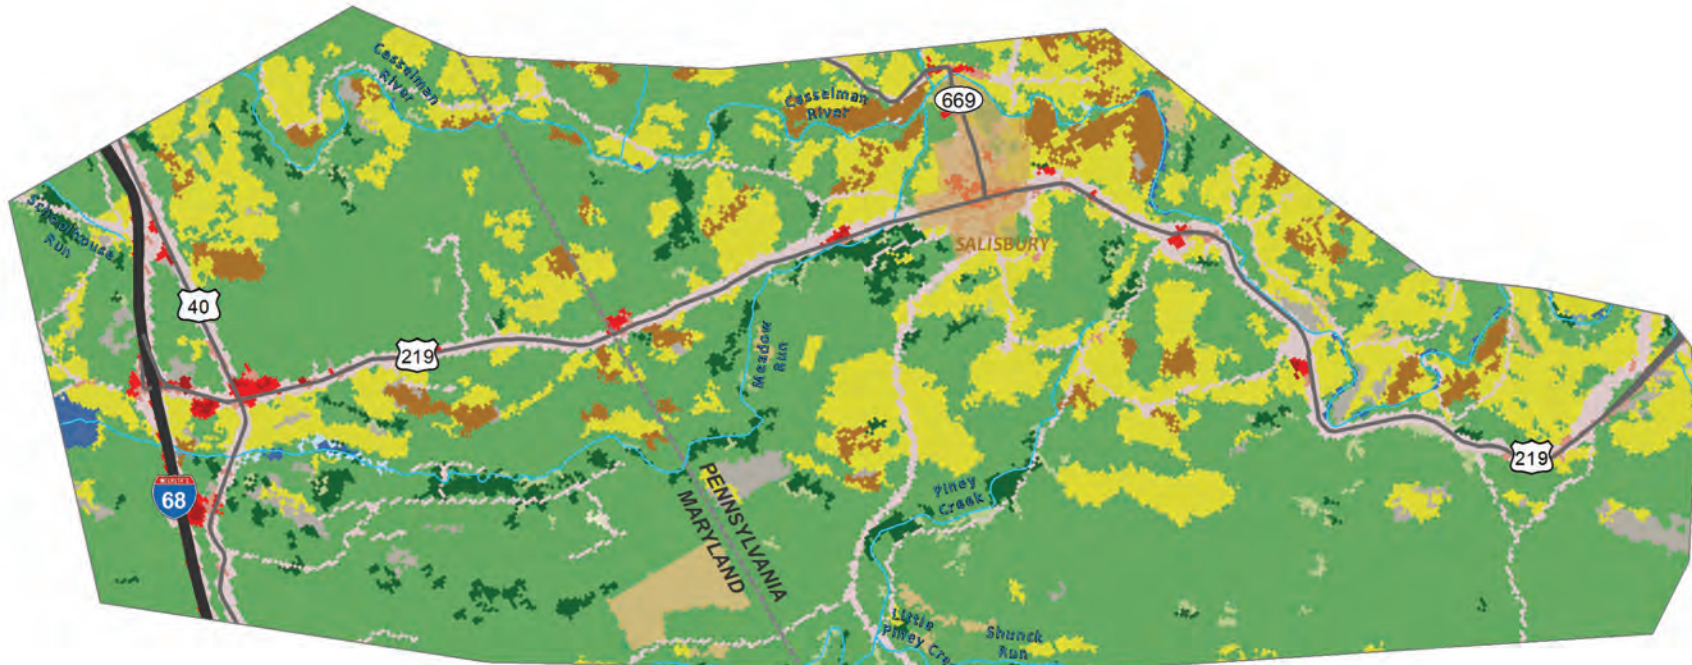 Casselman
River
Casselman
River
669
Schoolhouse
Run
SALISBURY
40
219
Meadow
Run
219
PENNSYLVANIA
MARYLAND
68
Piney
Creek
Little
Piney Cre
Shunck
Run